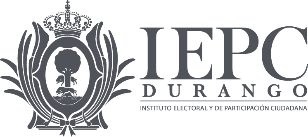 IEPC
DURANGO
INSTITUTO ELECTORAL Y DE PARTICIPACIÓN CIUDADANA